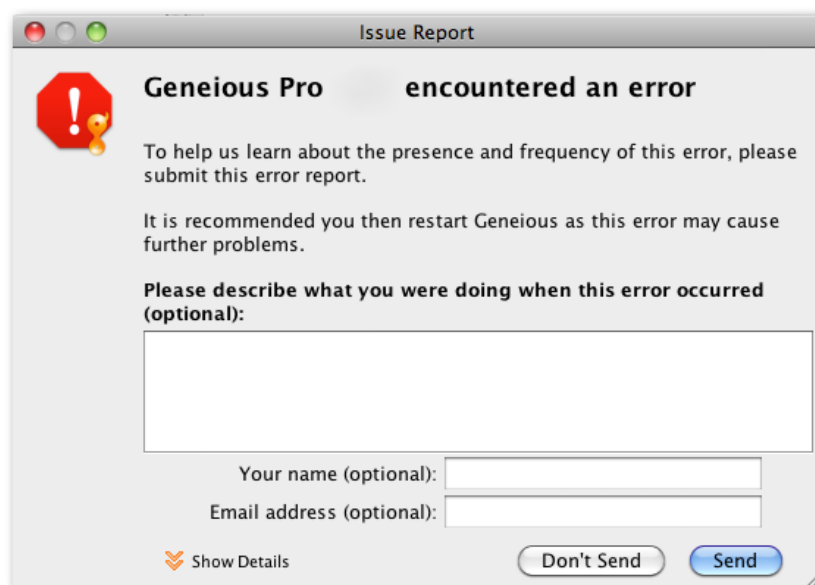 Issue Report
Geneious Pro encountered an error
To help us learn about the presence and frequency of this error, please
submit this error report.
It is recommended you then restart Geneious as this error may cause
further problems.
Please describe what you were doing when this error occurred
(optional):
Your name (optional):
Email address (optional):
Show Details
Don't Send
Send